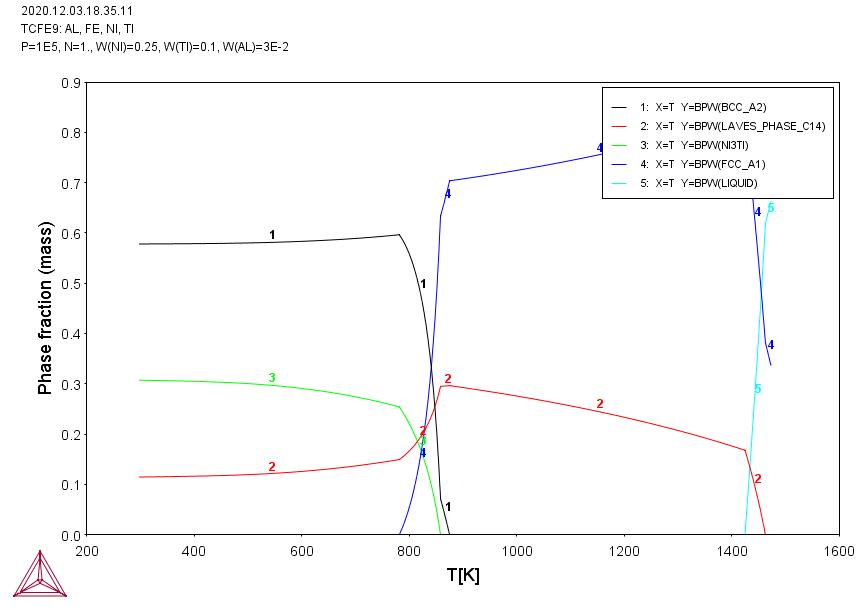 2020.12.03.18.35.11
TCFE9: AL, FE, NI, TI
P=1E5, N=1., W(NI)=0.25, W(TI)=0.1, W(AL)=3E-2
0.9
0.8
0.7
0.6
0.5
0.4
0.3
0.2
0.1
0.0
Phase fraction (mass)
1: X=T Y=BPW(BCC_A2)
2: X=T Y=BPW(LAVES_PHASE_C14)
3: X=T Y=BPW(NI3TI)
4: X=T Y=BPW(FCC_A1)
5: X=T Y=BPW(LIQUID)
4
4
4
5
1
1
4
5
3
2
2
2
2
3
4
2
1
200 400 600 800 1000 1200 1400 1600
T[K]